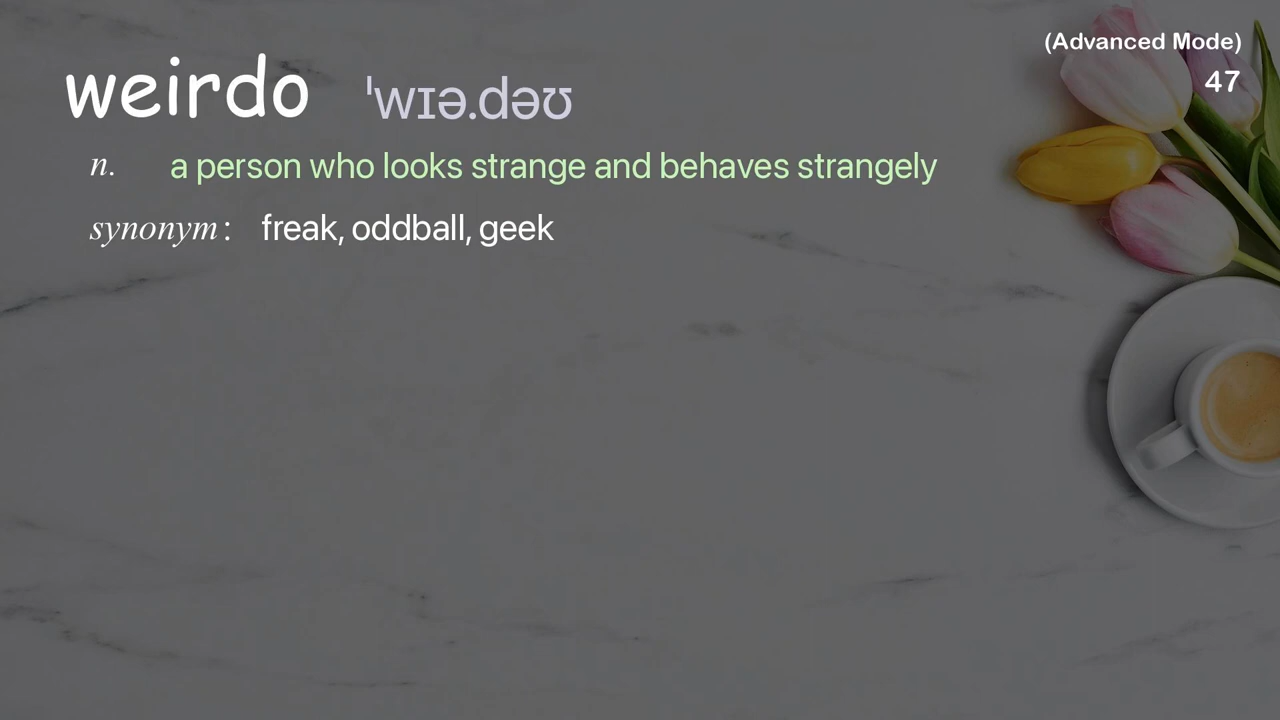 (Advanced Mode)
47
weirdo ˈwɪə.dəʊ
n. a person who looks strange and behaves strangely
synonym: freak, oddball, geek